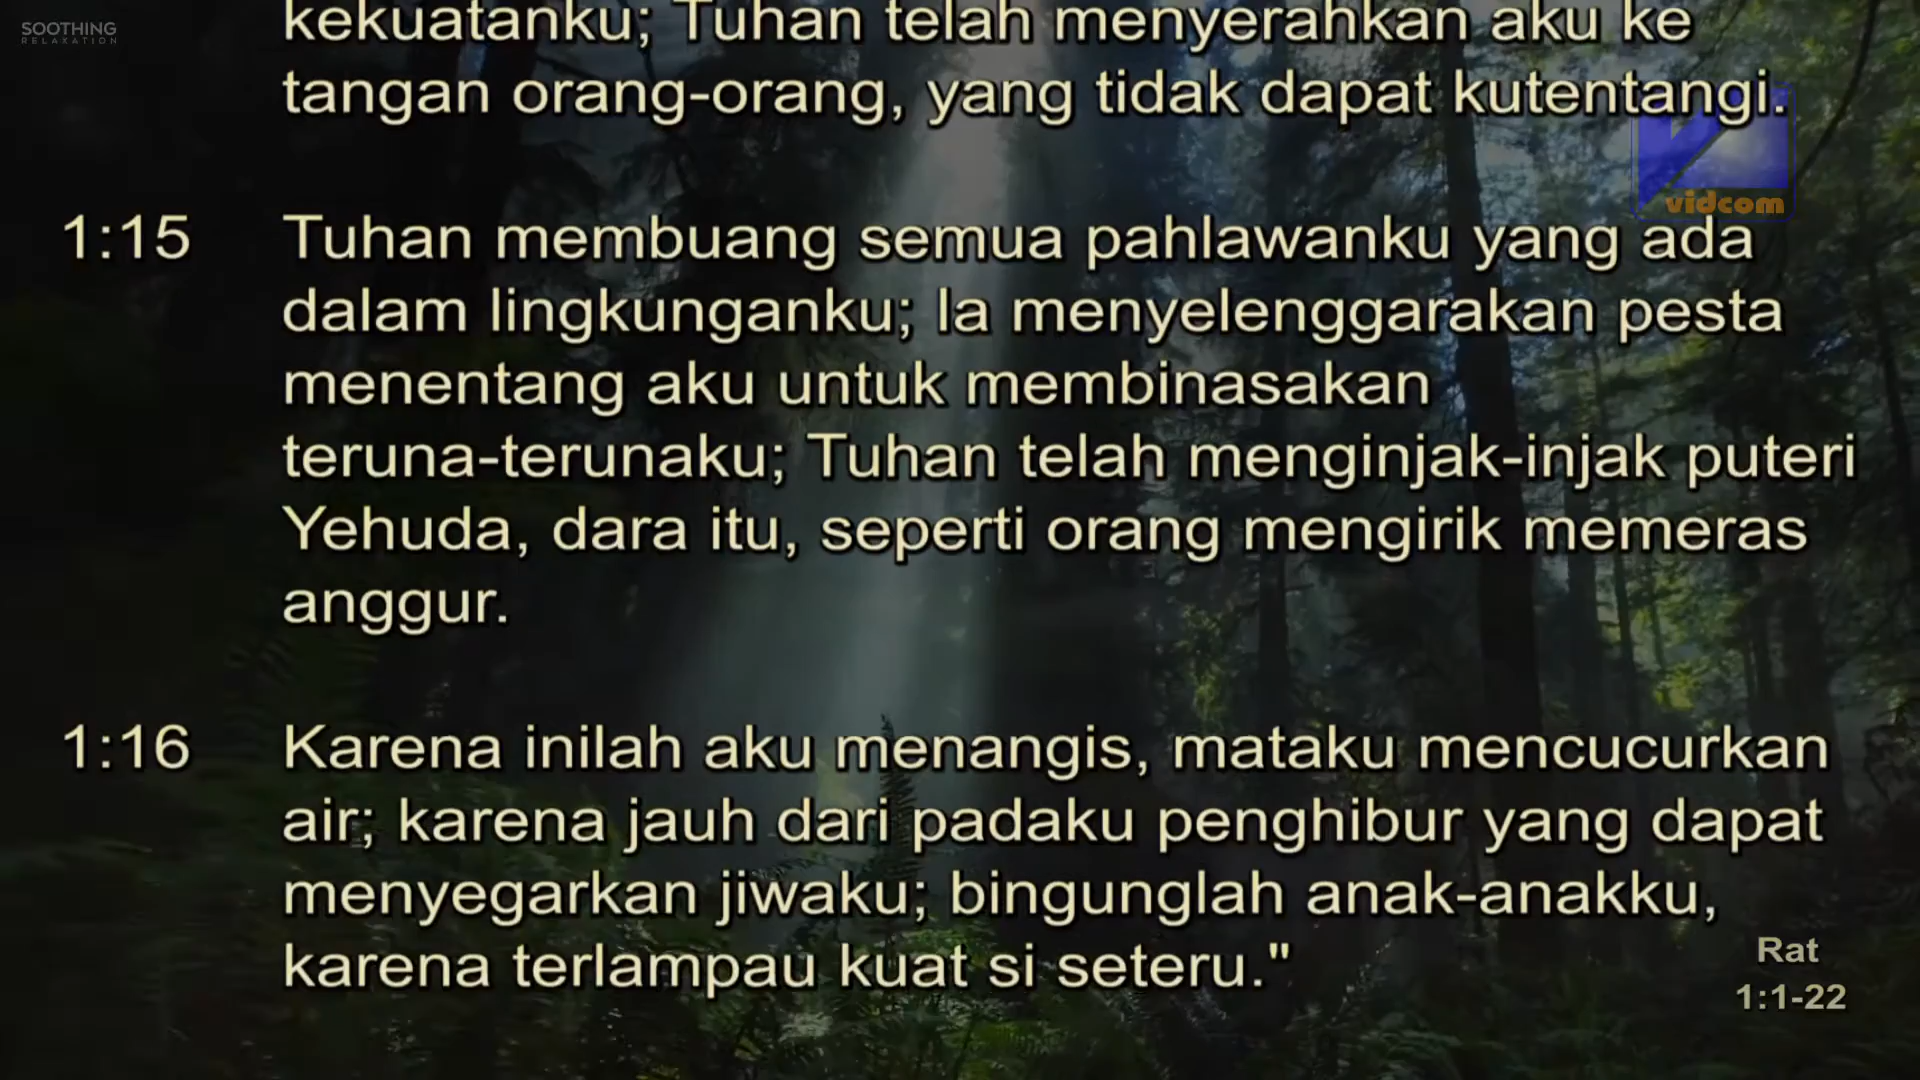 SOOTHING
RELAXATION
kekuatanku; Tuhan telah menyerahkan aku ke
tangan orang-orang, yang tidak dapat kutentangi.
vidcom
1:15 Tuhan membuang semua pahlawanku yang ada
dalam lingkunganku; Ia menyelenggarakan pesta
menentang aku untuk membinasakan
teruna-terunaku; Tuhan telah menginjak-injak puteri
Yehuda, dara itu, seperti orang mengirik memeras
anggur.
1:16 Karena inilah aku menangis, mataku mencucurkan
air; karena jauh dari padaku penghibur yang dapat
menyegarkan jiwaku; bingunglah anak-anakku,
karena terlampau kuat si seteru."
Rat
1:1-22